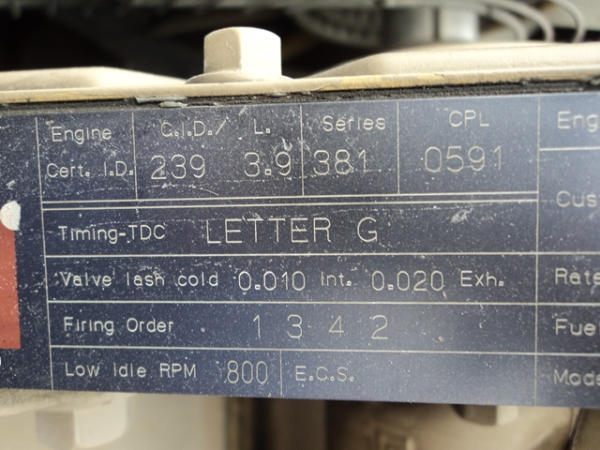 Engine C.I.D./ L. Series CPL Eng
Cert. I.D. 239 3.9 381 0591
Cus
Timing-TDC LETTER G
Valve lash cold 0.010 Int. 0.020 Exh. Rate
Firing Order 1 3 4 2 Fue
Low Idle RPM 800 E.C.S. Mode